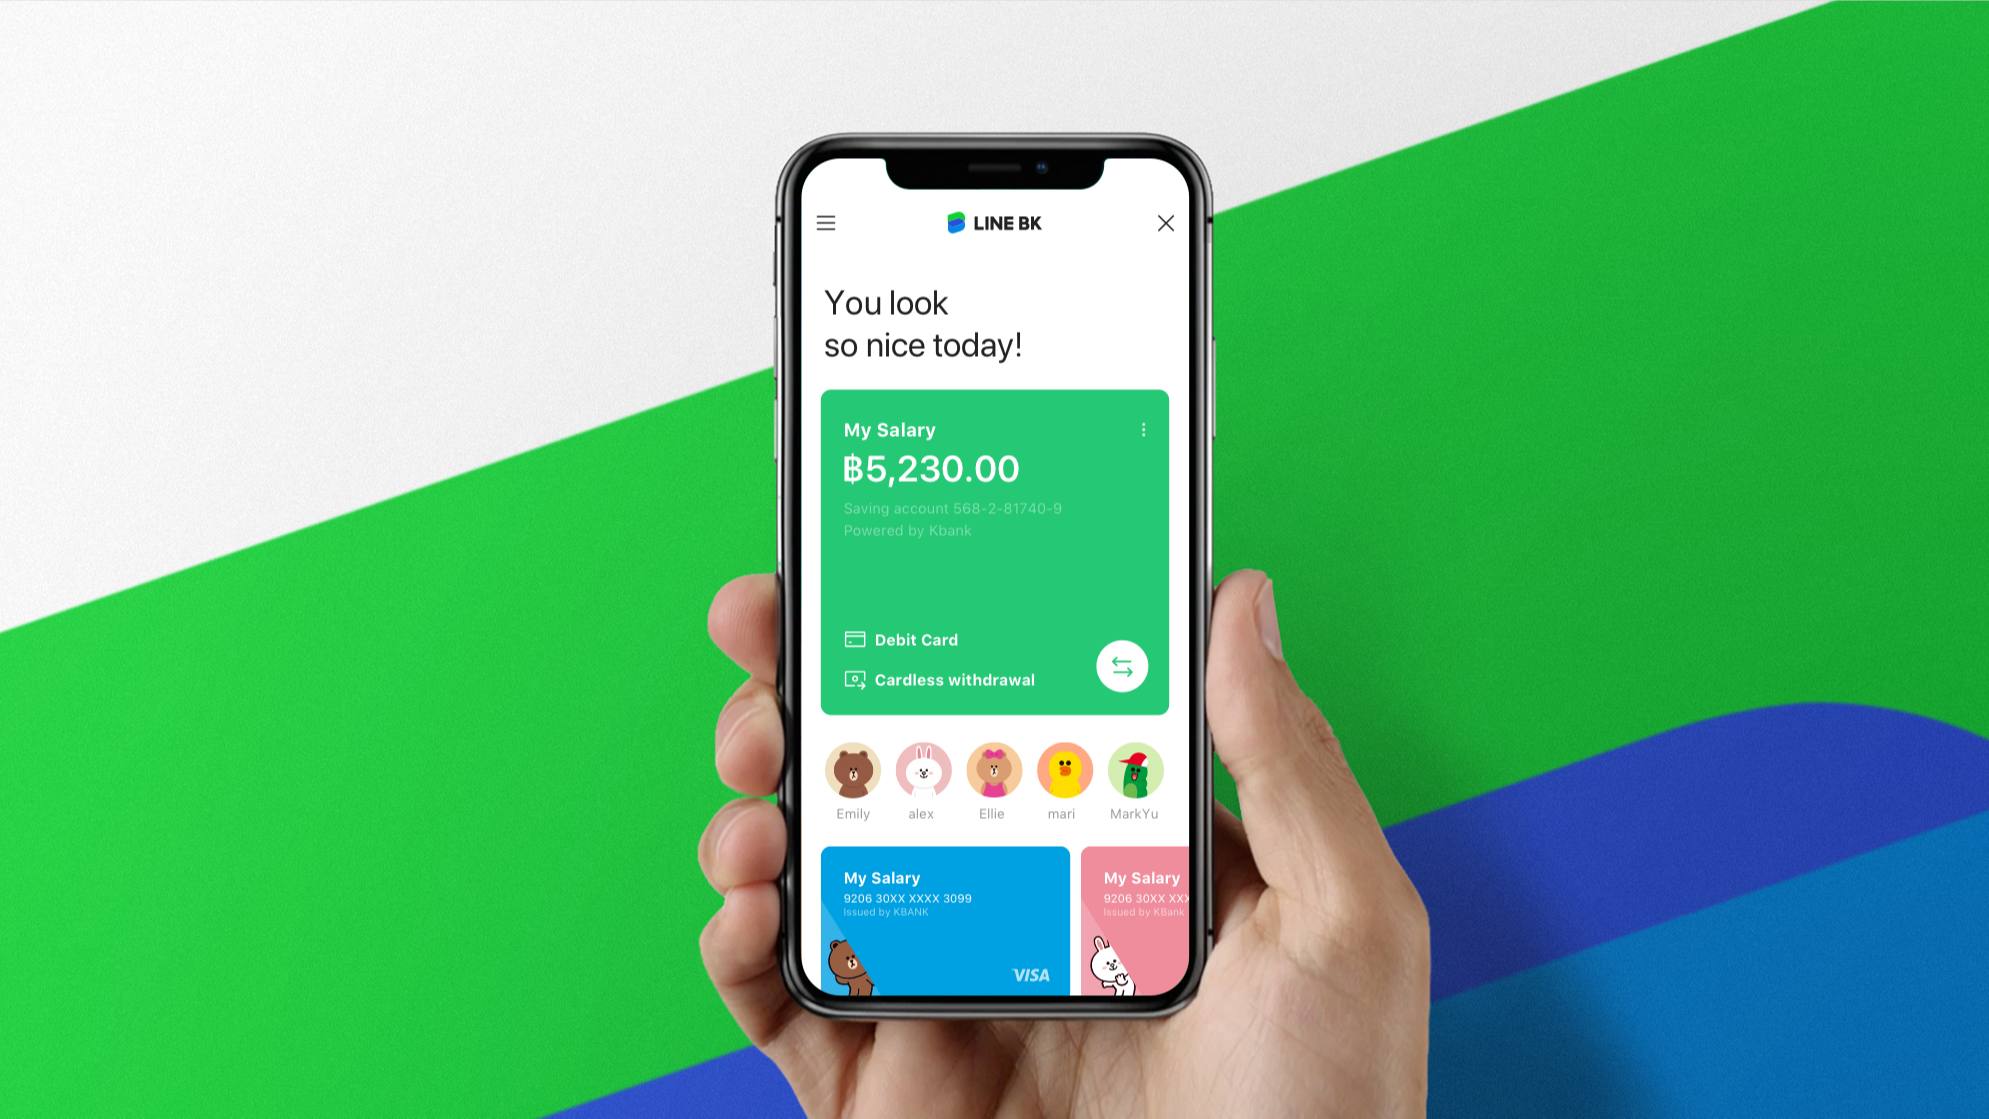 LINE BK
You look
so nice today!
My Salary
฿5,230.00
Saving account 568-2-81740-9
Powered by Kbank
Debit Card
Cardless withdrawal
Emily alex Ellie mari MarkYu
My Salary
9206 30XX XXXX 3099
Issued by KBANK
VISA
My Salary
9206 30XX XXX
Issued by KBank